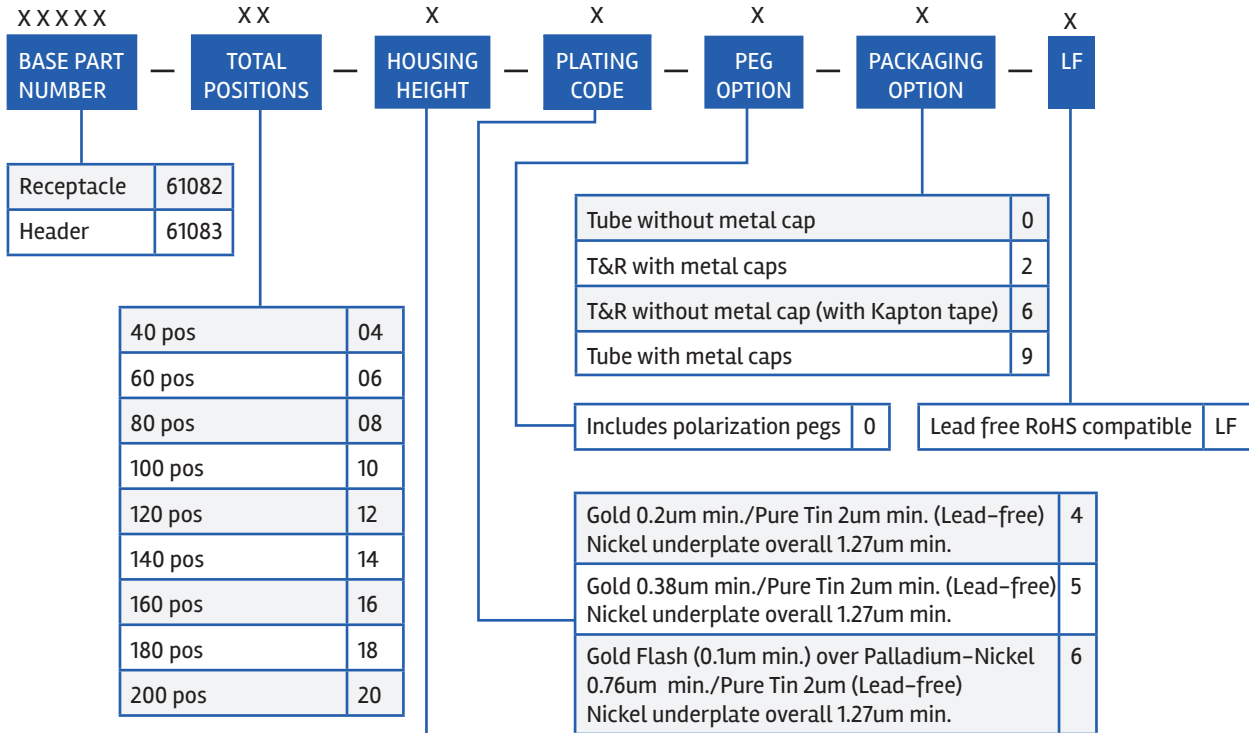 X X X X X
X X
X
X
X
X
X
BASE PART
NUMBER
—
TOTAL
POSITIONS
—
HOUSING
HEIGHT
—
PLATING
CODE
—
PEG
OPTION
—
PACKAGING
OPTION
—
LF
Receptacle 61082
Header 61083
40 pos 04
60 pos 06
80 pos 08
100 pos 10
120 pos 12
140 pos 14
160 pos 16
180 pos 18
200 pos 20
Tube without metal cap 0
T&R with metal caps 2
T&R without metal cap (with Kapton tape) 6
Tube with metal caps 9
Includes polarization pegs 0
Lead free RoHS compatible LF
Gold 0.2um min./Pure Tin 2um min. (Lead-free) 4
Nickel underplate overall 1.27um min.
Gold 0.38um min./Pure Tin 2um min. (Lead-free) 5
Nickel underplate overall 1.27um min.
Gold Flash (0.1um min.) over Palladium-Nickel 6
0.76um min./Pure Tin 2um (Lead-free)
Nickel underplate overall 1.27um min.